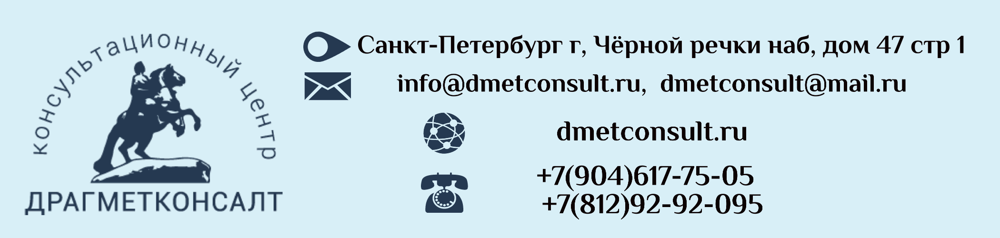 консультационный центр
ДРАГМЕТКОНСАЛТ
Санкт-Петербург г, Чёрной речки наб, дом 47 стр 1
info@dmetconsult.ru, dmetconsult@mail.ru
dmetconsult.ru
+7(904)617-75-05
+7(812)92-92-095